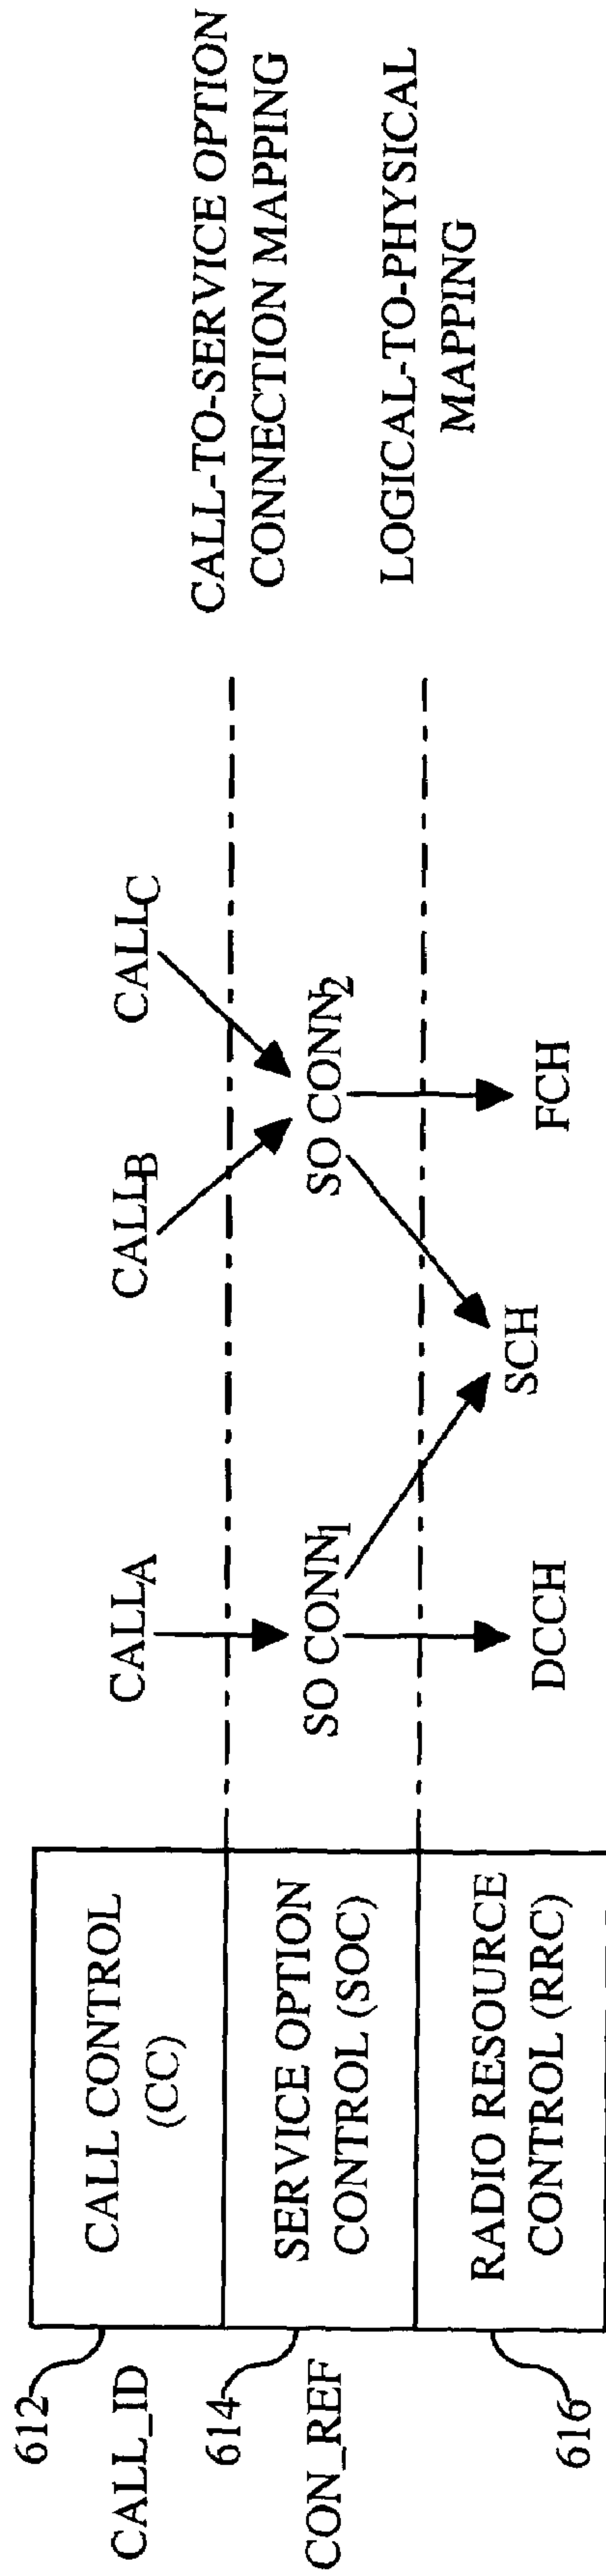 612
CALL_ID
CALL CONTROL
(CC)
CALLA
CALLB
CALLC
CALL-TO-SERVICE OPTION
CONNECTION MAPPING
614
CON_REF
SERVICE OPTION
CONTROL (SOC)
SO CONN1
SO CONN2
LOGICAL-TO-PHYSICAL
MAPPING
616
RADIO RESOURCE
CONTROL (RRC)
DCCH
SCH
FCH